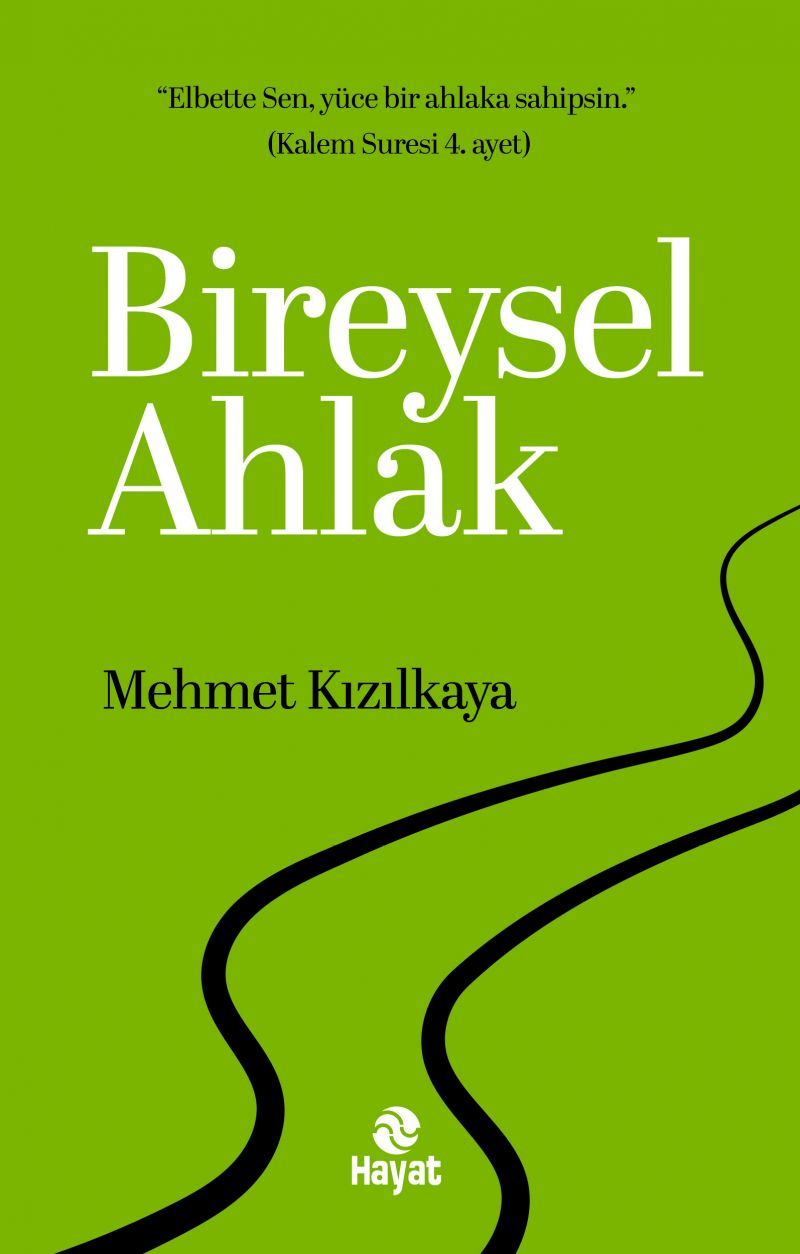 “Elbette Sen, yüce bir ahlaka sahipsin.”
(Kalem Suresi 4. ayet)
Bireysel
Ahlak
Mehmet Kızılkaya
Hayat